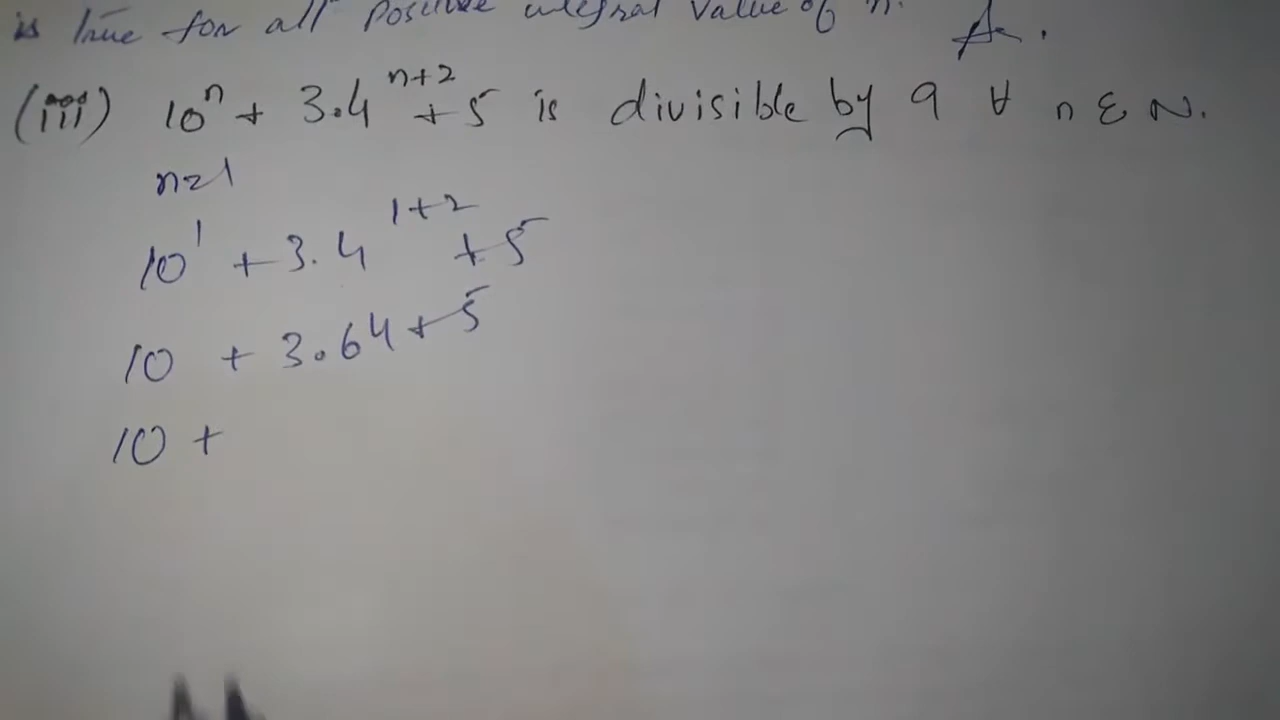 is true for all positive integral value of n.
(iii) 10^n + 3.4^{n+2} + 5 is divisible by 9 ∀ n ∈ N.
n=1
10^1 + 3.4^{1+2} + 5
10 + 3.64 + 5
10 +